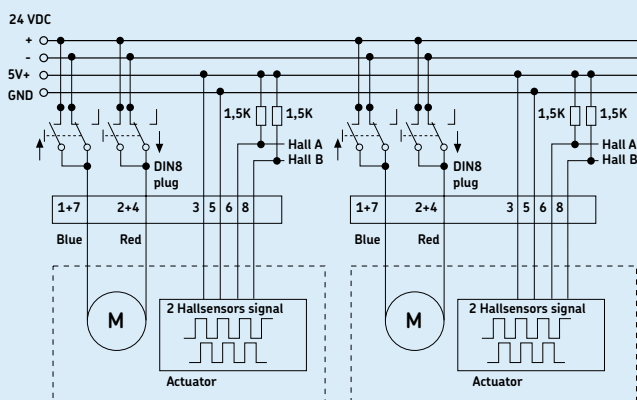 24 VDC
+
-
5V+
GND
1,5K 1,5K 1,5K 1,5K
Hall A Hall A
Hall B Hall B
DIN8 DIN8
plug plug
1+7 2+4 3 5 6 8 1+7 2+4 3 5 6 8
Blue Red Blue Red
2 Hallsensors signal 2 Hallsensors signal
M M
Actuator Actuator